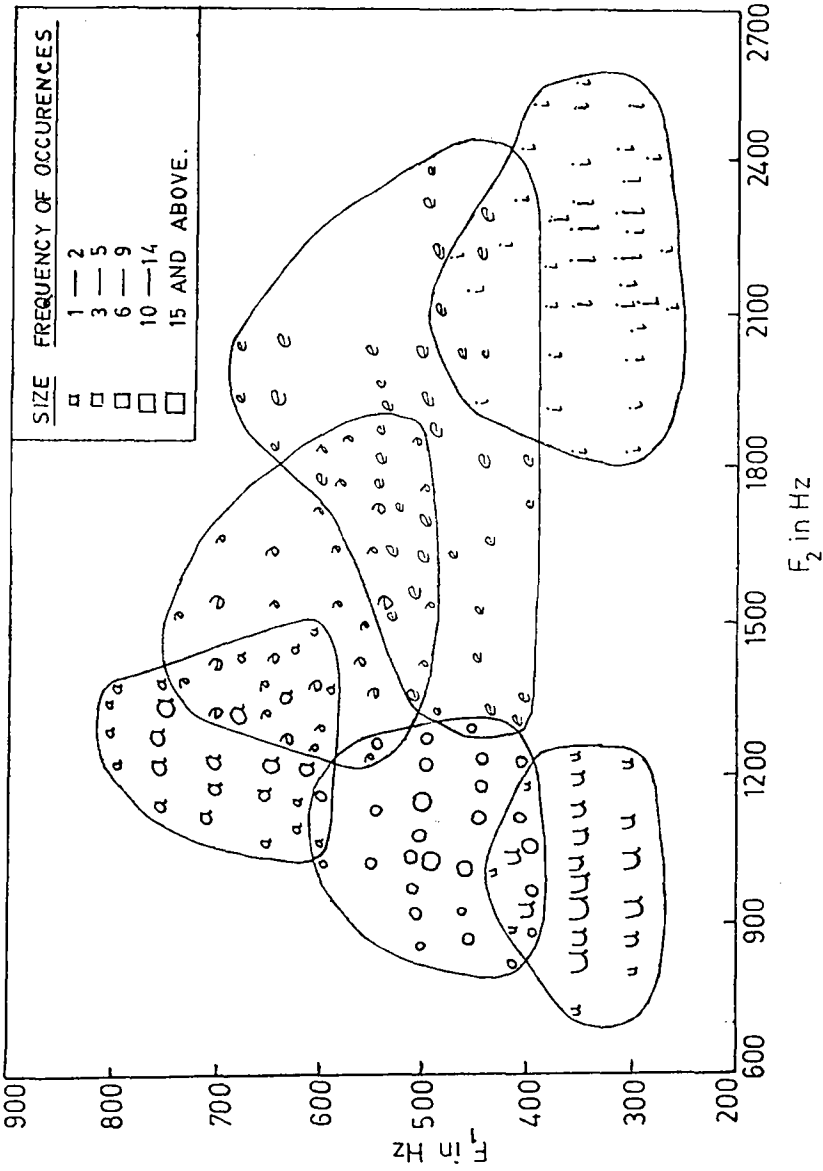 SIZE FREQUENCY OF OCCURENCES
1 — 2
3 — 5
6 — 9
10 — 14
15 AND ABOVE.
900
800
700
600
500
400
300
200
F₁ in Hz
600
900
1200
1500
1800
2100
2400
2700
F₂ in Hz
a
e
o
u
i